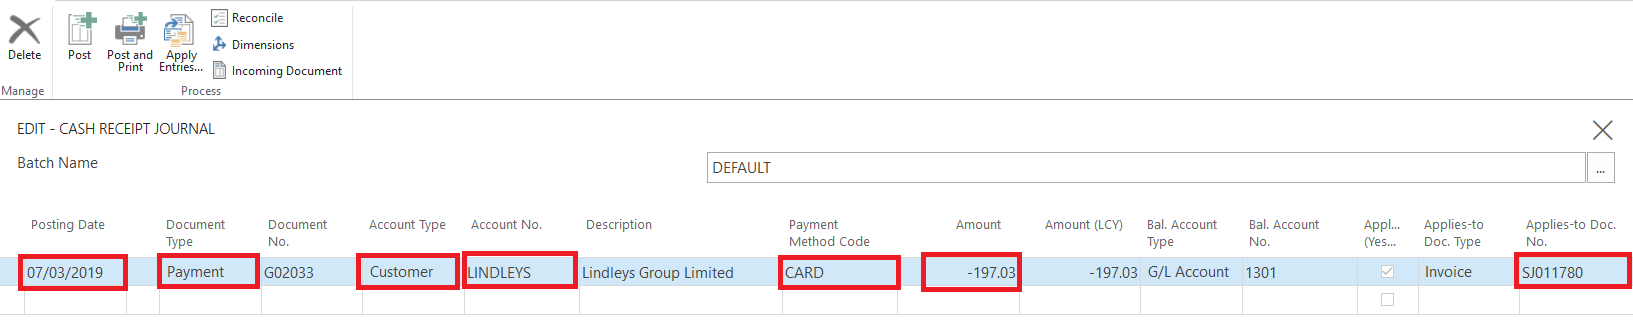 Delete
Post
Post and
Print
Apply
Entries...
Reconcile
Dimensions
Incoming Document
Manage
Process
EDIT - CASH RECEIPT JOURNAL
Batch Name
DEFAULT
...
Posting Date
Document
Type
Document
No.
Account Type
Account No.
Description
Payment
Method Code
Amount
Amount (LCY)
Bal. Account
Type
Bal. Account
No.
Appl...
(Yes...
Applies-to
Doc. Type
Applies-to Doc.
No.
07/03/2019 Payment G02033 Customer LINDLEYS Lindleys Group Limited CARD -197.03 -197.03 G/L Account 1301 Invoice SJ011780